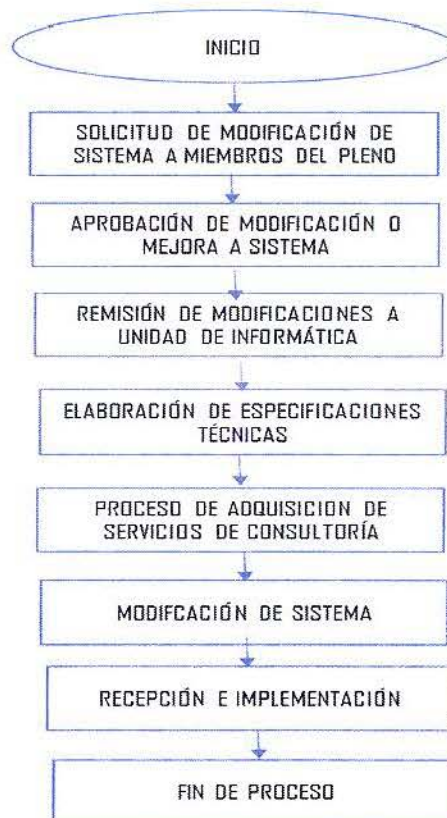 INICIO
SOLICITUD DE MODIFICACIÓN DE
SISTEMA A MIEMBROS DEL PLENO
APROBACIÓN DE MODIFICACIÓN O
MEJORA A SISTEMA
REMISIÓN DE MODIFICACIONES A
UNIDAD DE INFORMÁTICA
ELABORACIÓN DE ESPECIFICACIONES
TÉCNICAS
PROCESO DE ADQUISICION DE
SERVICIOS DE CONSULTORÍA
MODIFCACIÓN DE SISTEMA
RECEPCIÓN E IMPLEMENTACIÓN
FIN DE PROCESO